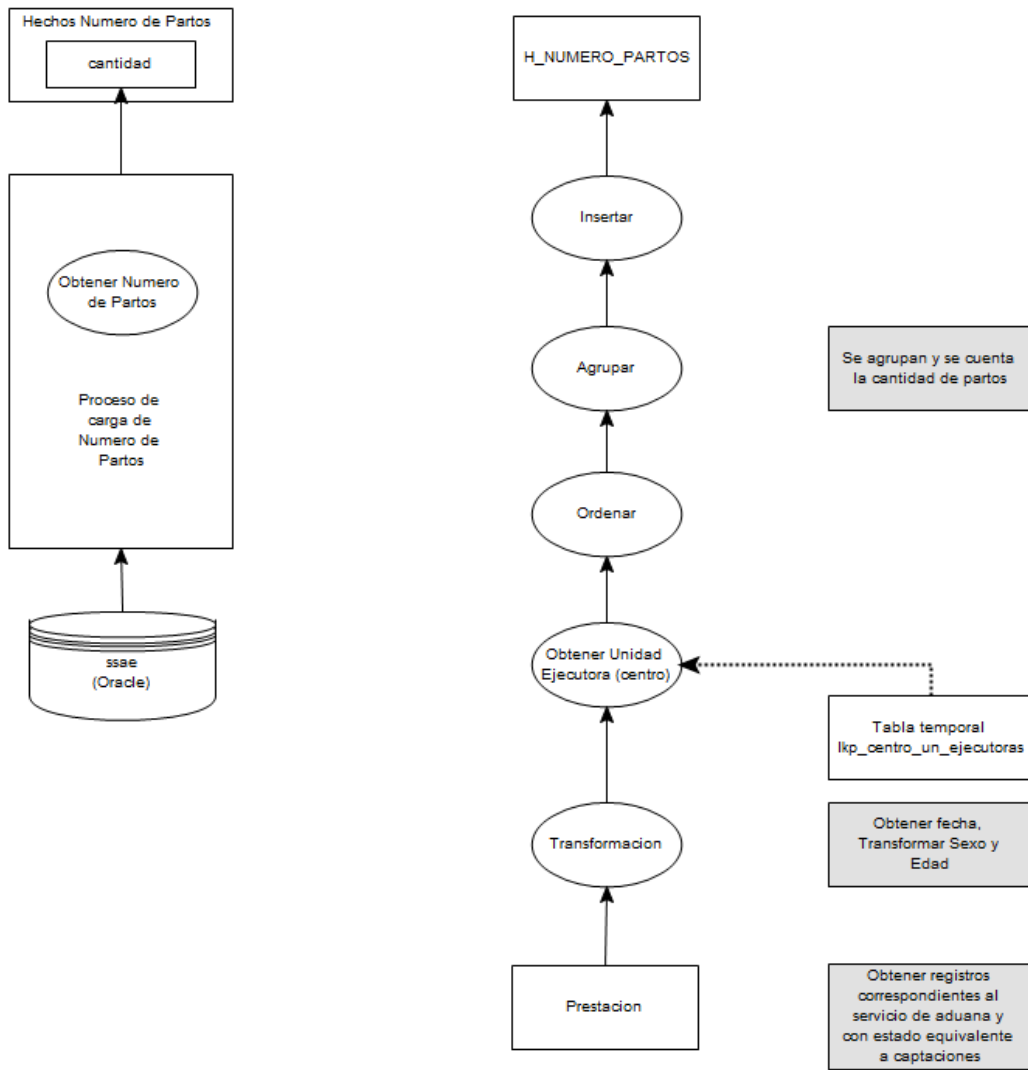 Hechos Numero de Partos
cantidad
Obtener Numero
de Partos
Proceso de
carga de
Numero de
Partos
ssae
(Oracle)
H_NUMERO_PARTOS
Insertar
Agrupar
Se agrupan y se cuenta
la cantidad de partos
Ordenar
Obtener Unidad
Ejecutora (centro)
Tabla temporal
lkp_centro_un_ejecutoras
Transformacion
Obtener fecha,
Transformar Sexo y
Edad
Prestacion
Obtener registros
correspondientes al
servicio de aduana y
con estado equivalente
a captaciones